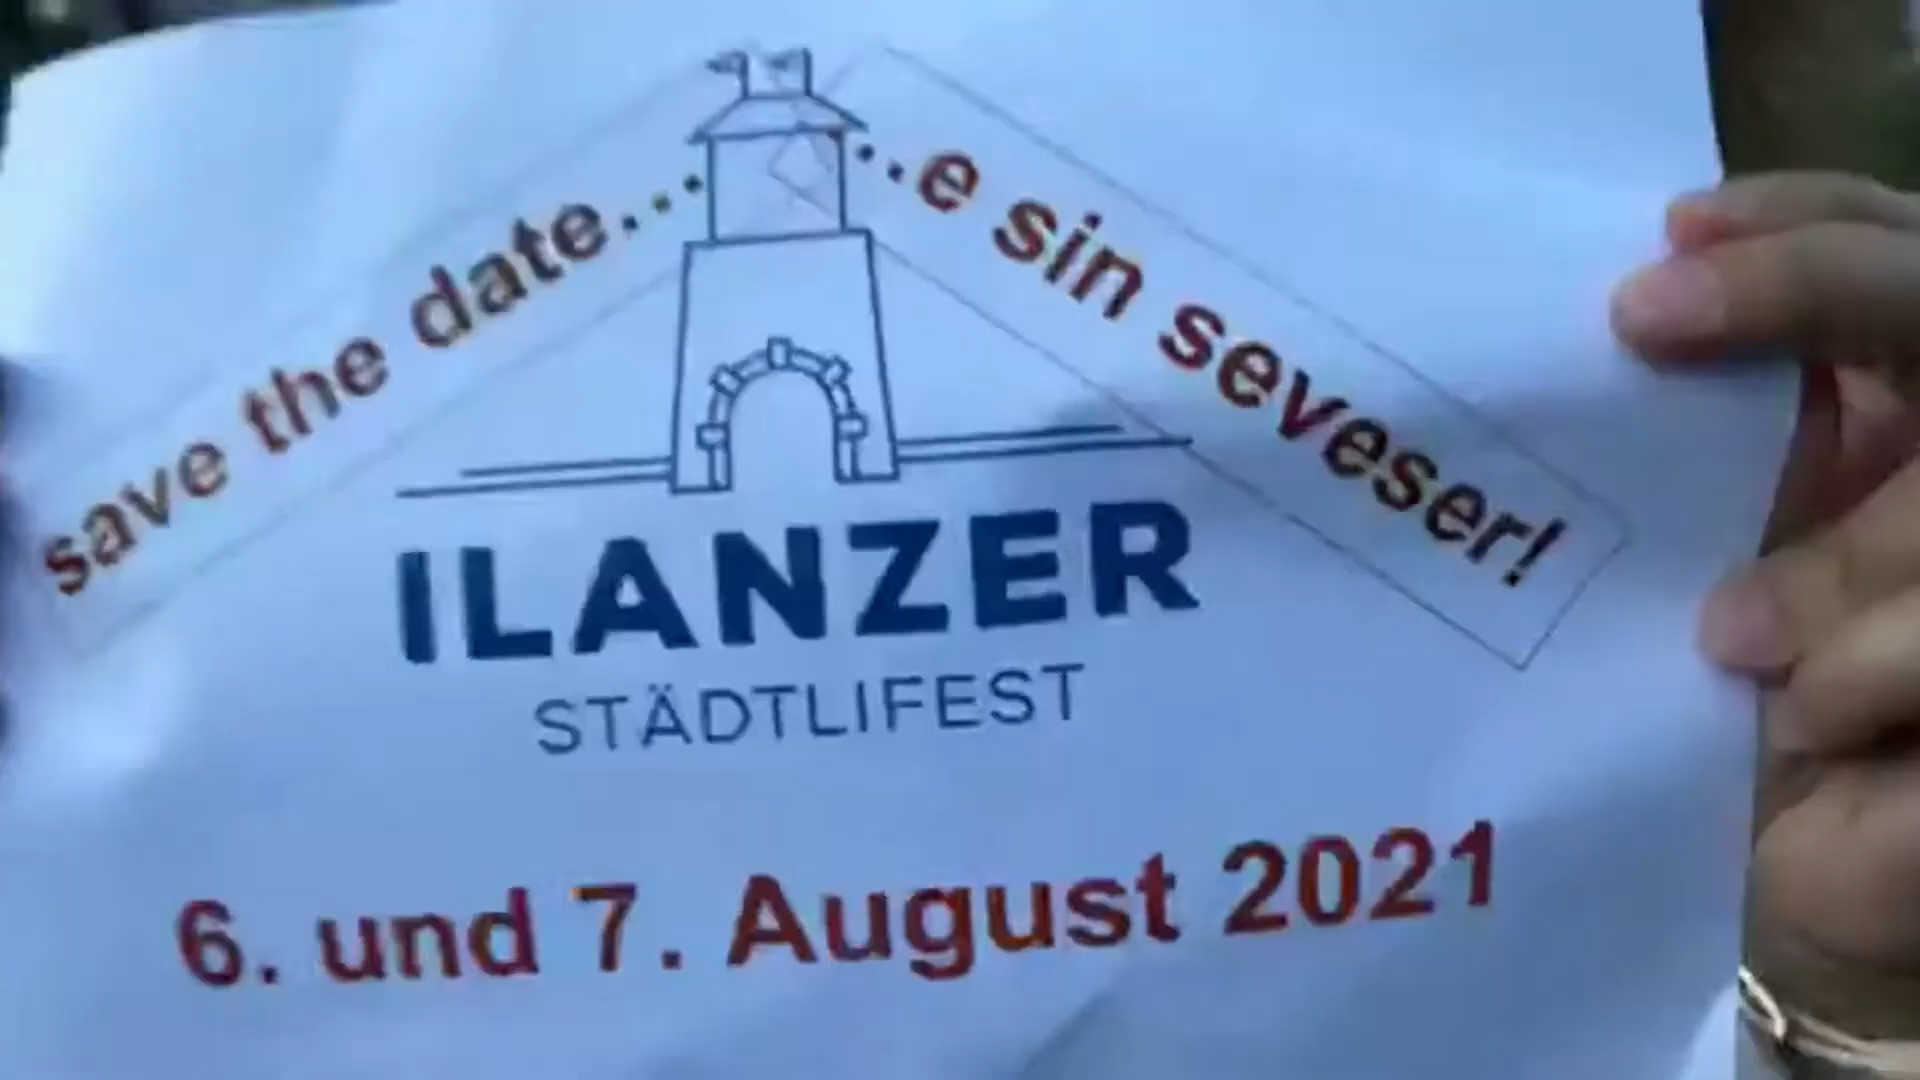 save the date...
..e sin seveser!
ILANZER
STÄDTLIFEST
6. und 7. August 2021